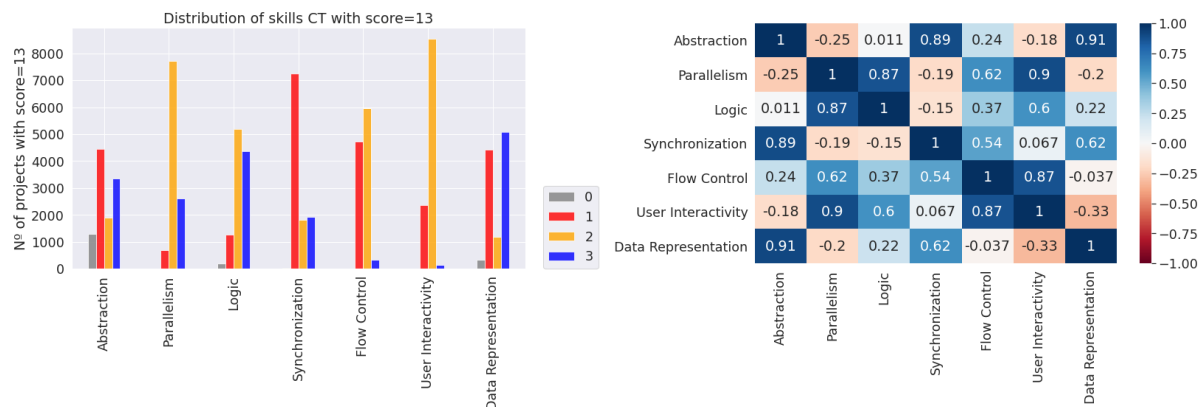 Distribution of skills CT with score=13
Nº of projects with score=13
8000
7000
6000
5000
4000
3000
2000
1000
0
Abstraction
Parallelism
Logic
Synchronization
Flow Control
User Interactivity
Data Representation
0
1
2
3
Abstraction 1 -0.25 0.011 0.89 0.24 -0.18 0.91
Parallelism -0.25 1 0.87 -0.19 0.62 0.9 -0.2
Logic 0.011 0.87 1 -0.15 0.37 0.6 0.22
Synchronization 0.89 -0.19 -0.15 1 0.54 0.067 0.62
Flow Control 0.24 0.62 0.37 0.54 1 0.87 -0.037
User Interactivity -0.18 0.9 0.6 0.067 0.87 1 -0.33
Data Representation 0.91 -0.2 0.22 0.62 -0.037 -0.33 1
Abstraction
Parallelism
Logic
Synchronization
Flow Control
User Interactivity
Data Representation
1.00
0.75
0.50
0.25
0.00
−0.25
−0.50
−0.75
−1.00